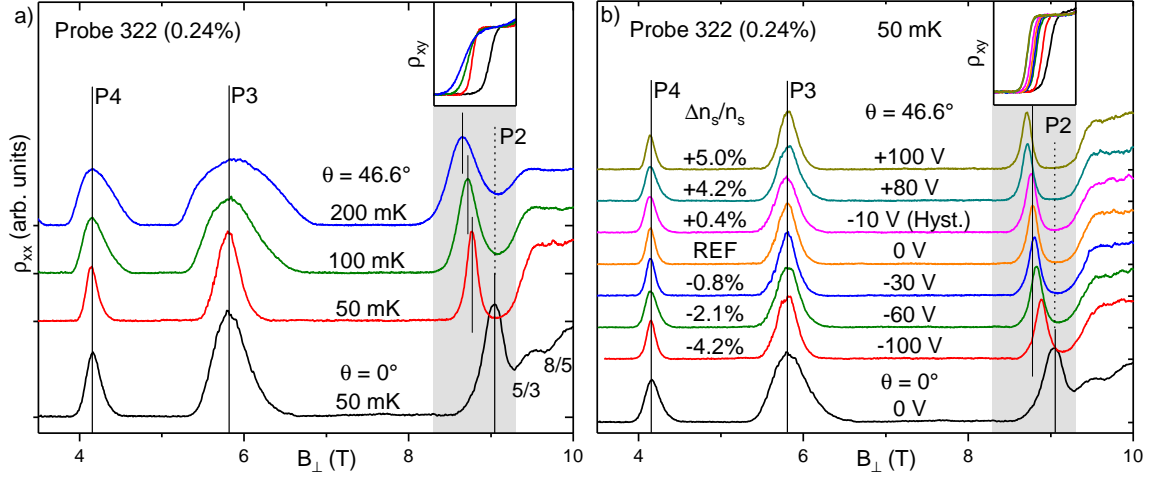 a)
Probe 322 (0.24%)
ρxy
P4
P3
P2
θ = 46.6°
200 mK
100 mK
50 mK
θ = 0°
50 mK
5/3
8/5
ρxx (arb. units)
4
6
8
10
B⊥ (T)
b)
Probe 322 (0.24%)
50 mK
ρxy
P4
P3
P2
Δns/ns
θ = 46.6°
+5.0%
+100 V
+4.2%
+80 V
+0.4%
-10 V (Hyst.)
REF
0 V
-0.8%
-30 V
-2.1%
-60 V
-4.2%
-100 V
θ = 0°
0 V
4
6
8
10
B⊥ (T)